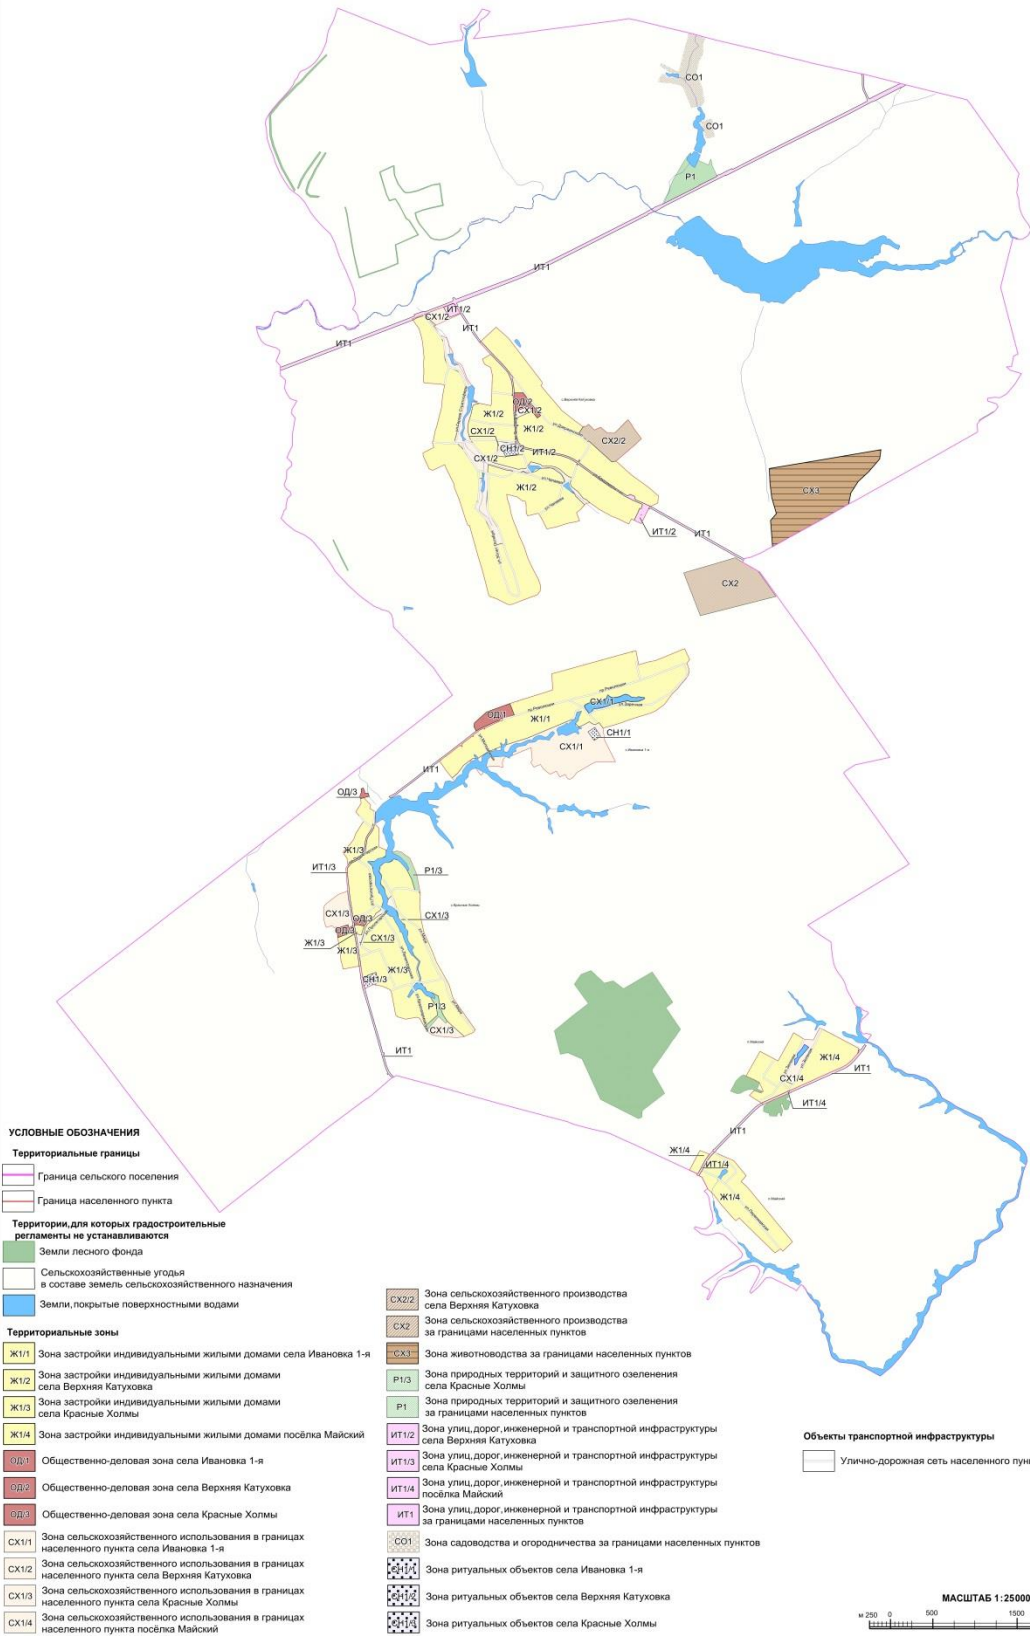 СО1
СО1
Р1
ИТ1
ИТ1/2
СХ1/2
ИТ1
ИТ1
ОД/2
СХ1/2
Ж1/2
СХ1/2
Ж1/2
СН1/2
ИТ1/2
СХ1/2
СХ2/2
Ж1/2
СХ3
ИТ1/2
ИТ1
СХ2
СХ1/1
ОД/1
Ж1/1
СН1/1
СХ1/1
ИТ1
ОД/3
Ж1/3
ИТ1/3
Р1/3
СХ1/3
ОД/3
СХ1/3
ОД/3
СХ1/3
Ж1/3
Ж1/3
Ж1/3
СН1/3
Р1/3
СХ1/3
ИТ1
Ж1/4
ИТ1
СХ1/4
ИТ1/4
ИТ1
Ж1/4
ИТ1/4
Ж1/4
УСЛОВНЫЕ ОБОЗНАЧЕНИЯ
Территориальные границы
Граница сельского поселения
Граница населенного пункта
Территории,для которых градостроительные
регламенты не устанавливаются
Земли лесного фонда
Сельскохозяйственные угодья
в составе земель сельскохозяйственного назначения
Земли,покрытые поверхностными водами
Территориальные зоны
Ж1/1 Зона застройки индивидуальными жилыми домами села Ивановка 1-я
Ж1/2 Зона застройки индивидуальными жилыми домами
села Верхняя Катуховка
Ж1/3 Зона застройки индивидуальными жилыми домами
села Красные Холмы
Ж1/4 Зона застройки индивидуальными жилыми домами посёлка Майский
ОД/1 Общественно-деловая зона села Ивановка 1-я
ОД/2 Общественно-деловая зона села Верхняя Катуховка
ОД/3 Общественно-деловая зона села Красные Холмы
СХ1/1 Зона сельскохозяйственного использования в границах
населенного пункта села Ивановка 1-я
СХ1/2 Зона сельскохозяйственного использования в границах
населенного пункта села Верхняя Катуховка
СХ1/3 Зона сельскохозяйственного использования в границах
населенного пункта села Красные Холмы
СХ1/4 Зона сельскохозяйственного использования в границах
населенного пункта посёлка Майский
СХ2/2 Зона сельскохозяйственного производства
села Верхняя Катуховка
СХ2 Зона сельскохозяйственного производства
за границами населенных пунктов
СХ3 Зона животноводства за границами населенных пунктов
Р1/3 Зона природных территорий и защитного озеленения
села Красные Холмы
Р1 Зона природных территорий и защитного озеленения
за границами населенных пунктов
ИТ1/2 Зона улиц,дорог,инженерной и транспортной инфраструктуры
села Верхняя Катуховка
ИТ1/3 Зона улиц,дорог,инженерной и транспортной инфраструктуры
села Красные Холмы
ИТ1/4 Зона улиц,дорог,инженерной и транспортной инфраструктуры
посёлка Майский
ИТ1 Зона улиц,дорог,инженерной и транспортной инфраструктуры
за границами населенных пунктов
СО1 Зона садоводства и огородничества за границами населенных пунктов
СН1/1 Зона ритуальных объектов села Ивановка 1-я
СН1/2 Зона ритуальных объектов села Верхняя Катуховка
Зона ритуальных объектов села Красные Холмы
Объекты транспортной инфраструктуры
Улично-дорожная сеть населенного
МАСШТАБ 1:25000
м 250 0 500 1500